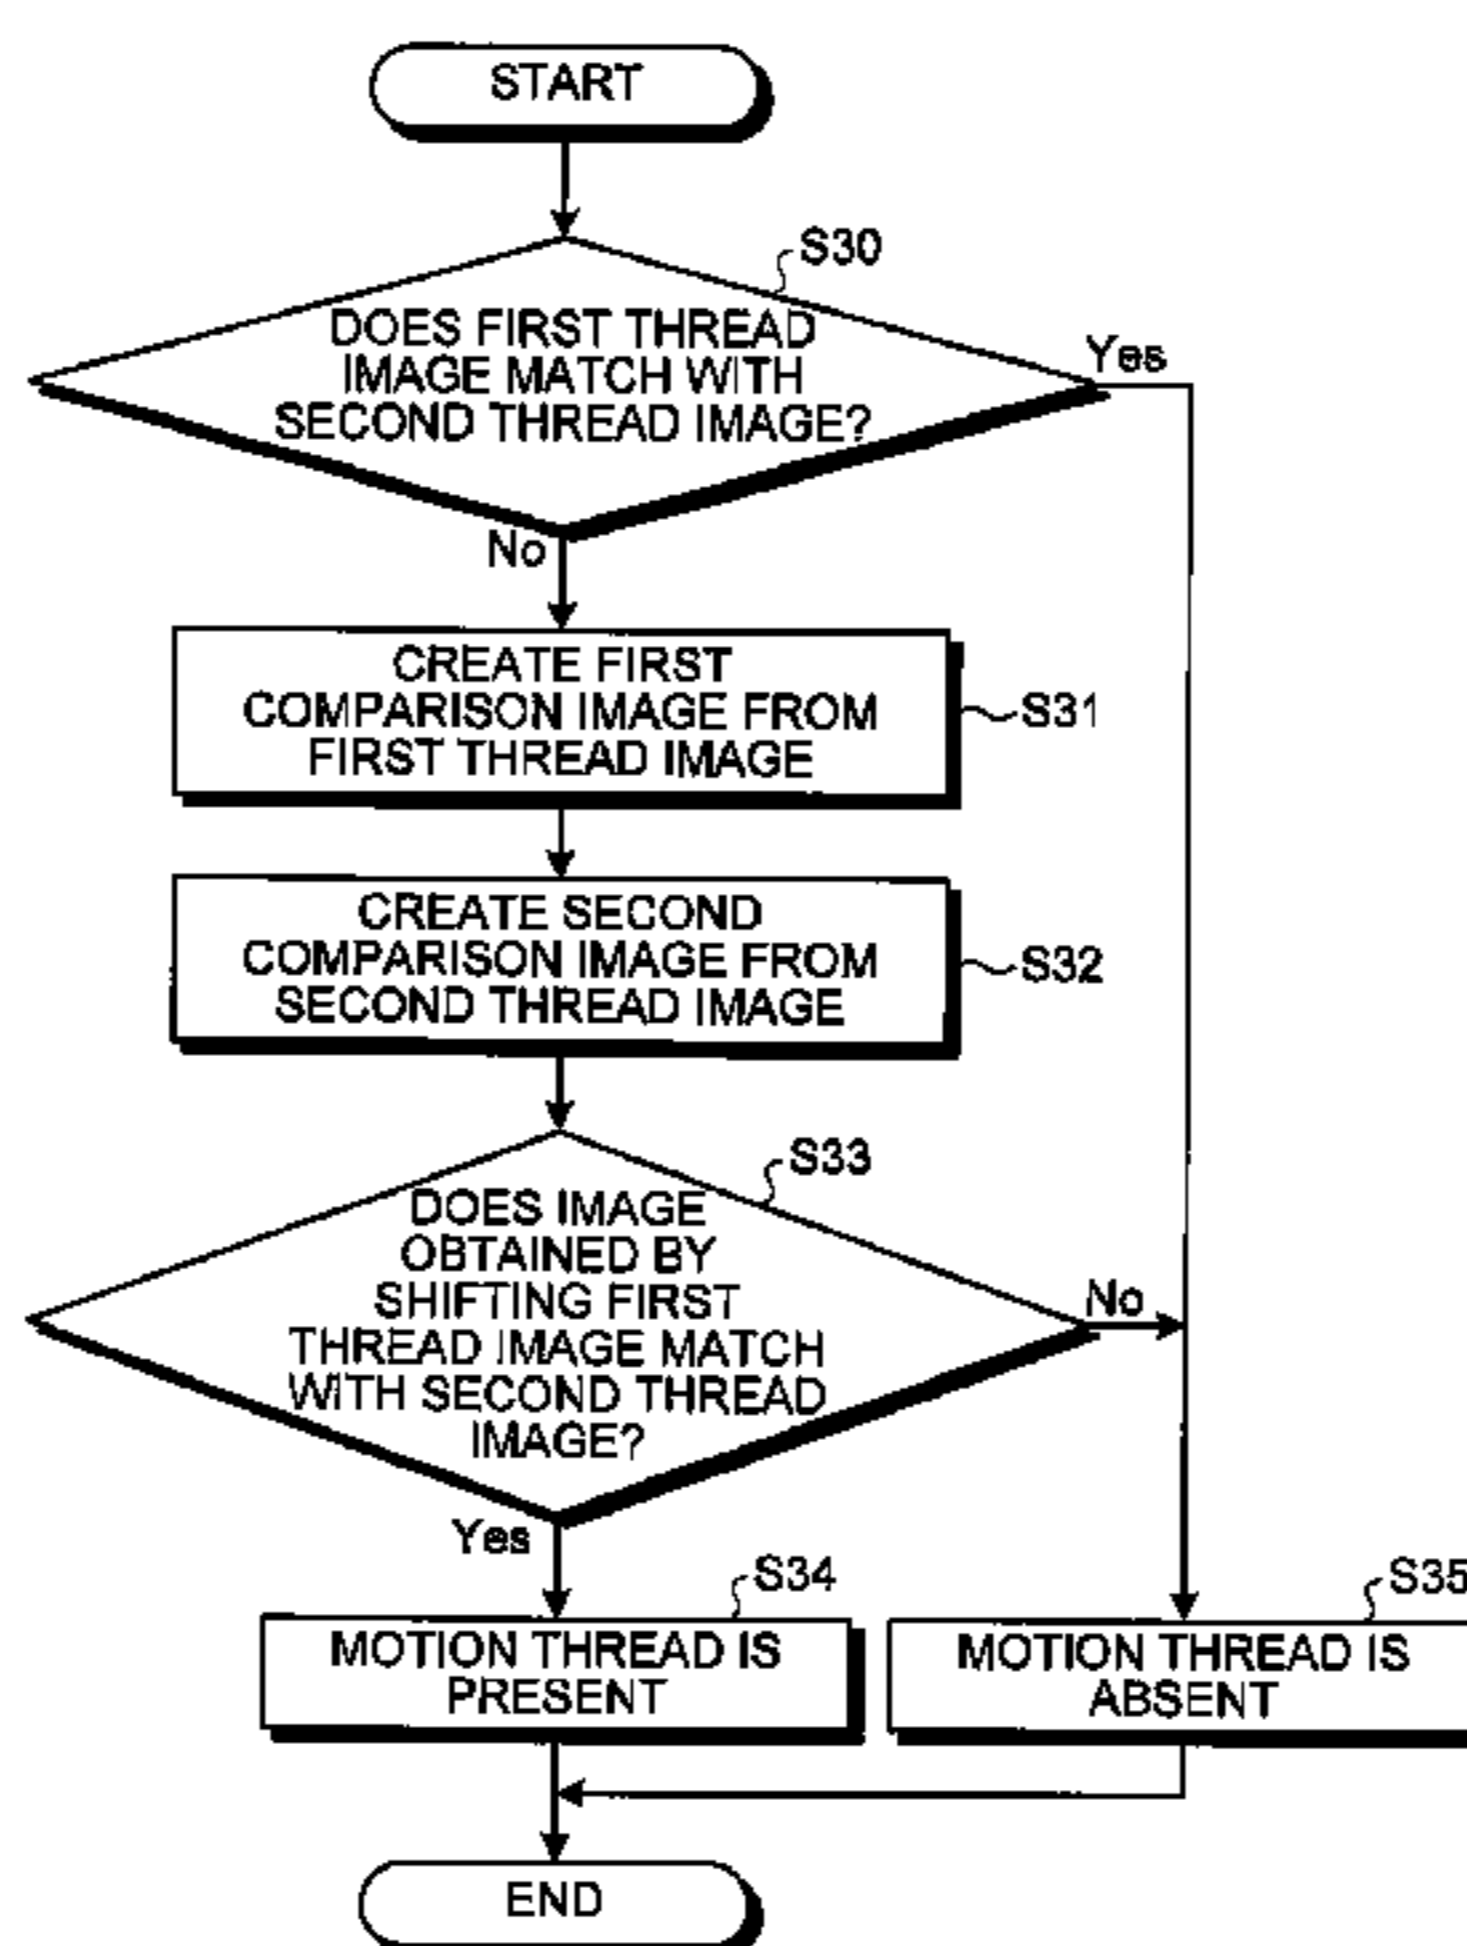 START
S30
DOES FIRST THREAD
IMAGE MATCH WITH
SECOND THREAD IMAGE?
Yes
No
CREATE FIRST
COMPARISON IMAGE FROM
FIRST THREAD IMAGE
S31
CREATE SECOND
COMPARISON IMAGE FROM
SECOND THREAD IMAGE
S32
S33
DOES IMAGE
OBTAINED BY
SHIFTING FIRST
THREAD IMAGE MATCH
WITH SECOND THREAD
IMAGE?
No
Yes
S34
MOTION THREAD IS
PRESENT
S35
MOTION THREAD IS
ABSENT
END